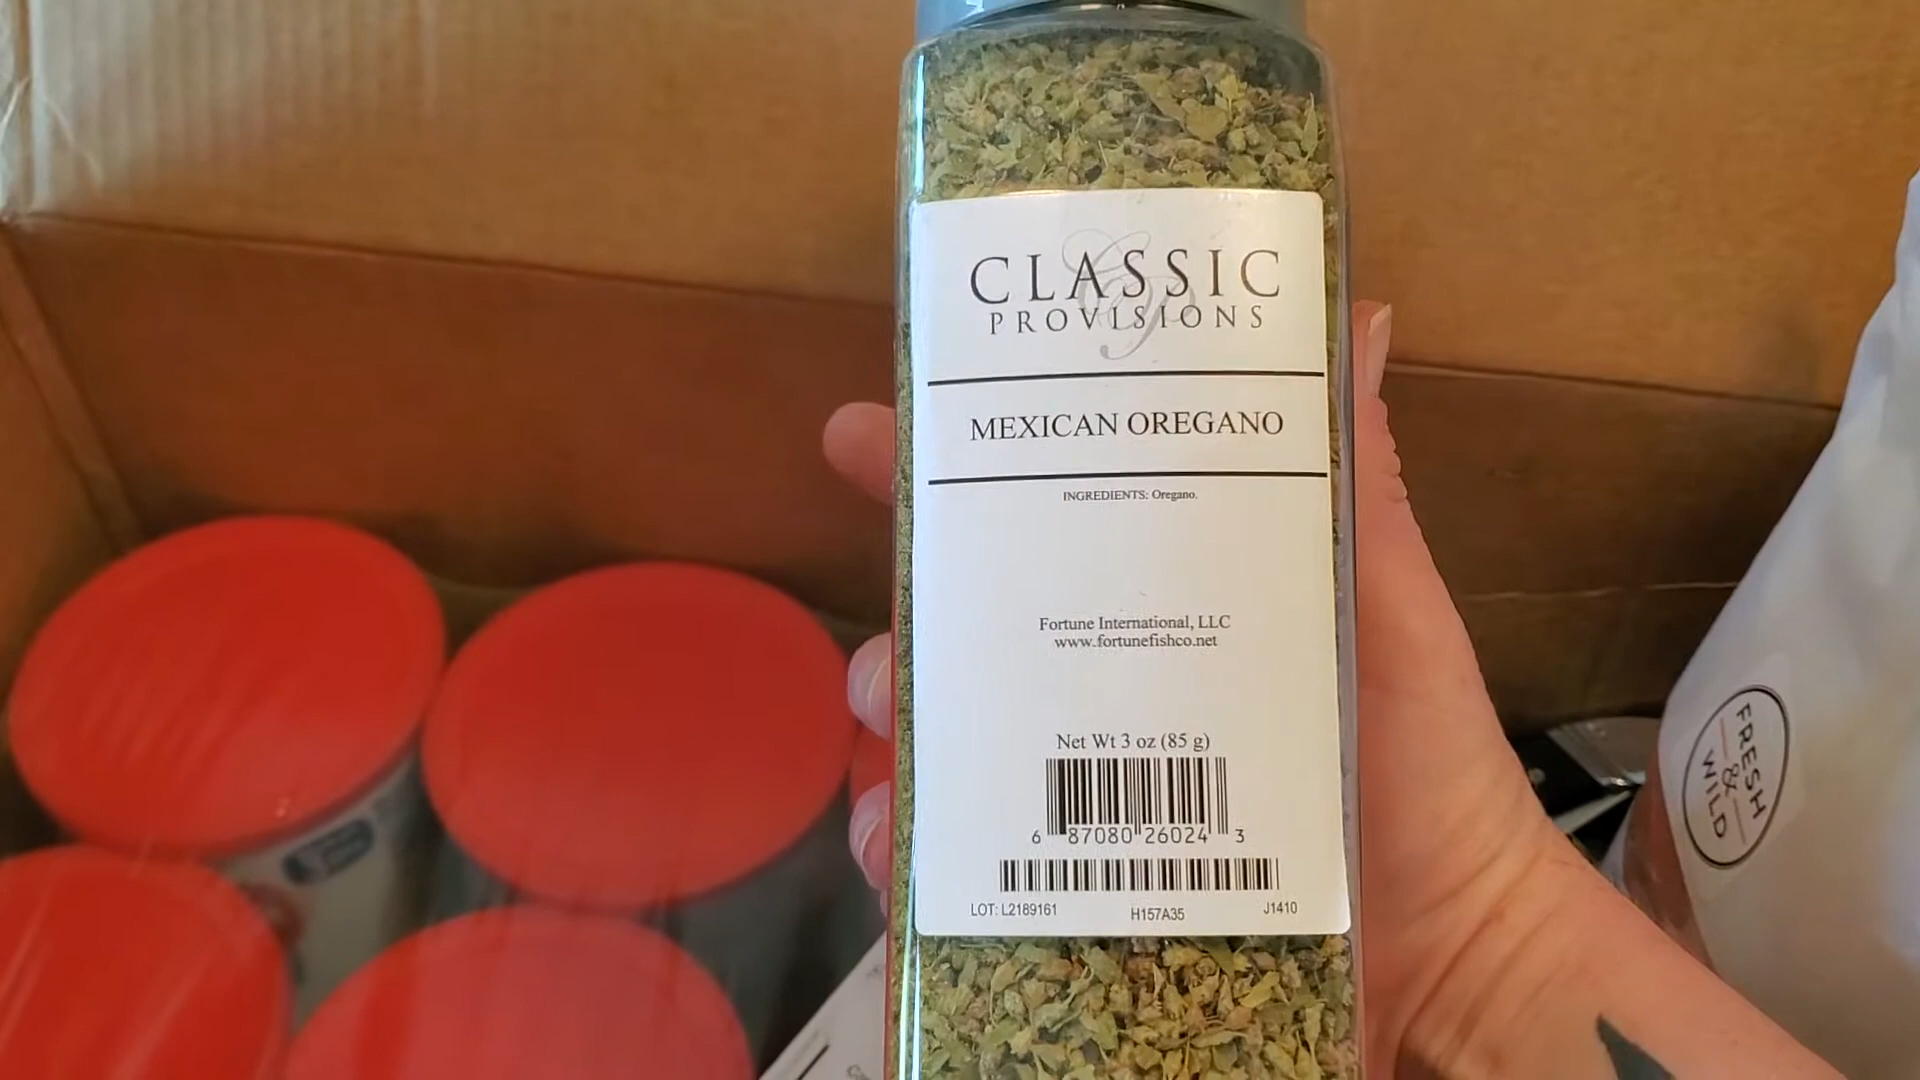 CLASSIC
PROVISIONS
MEXICAN OREGANO
INGREDIENTS: Oregano.
Fortune International, LLC
www.fortunefishco.net
Net Wt 3 oz (85 g)
6 87080 26024 3
LOT: L2189161 H157A35 J1410
FRESH
&
WILD